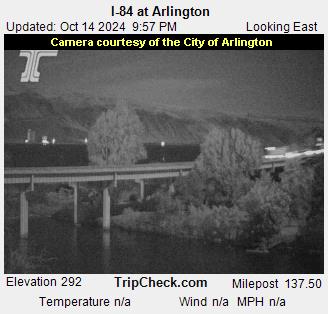 I-84 at Arlington
Updated: Oct 14 2024 9:57 PM Looking East
Camera courtesy of the City of Arlington
Elevation 292 TripCheck.com Milepost 137.50
Temperature n/a Wind n/a MPH n/a